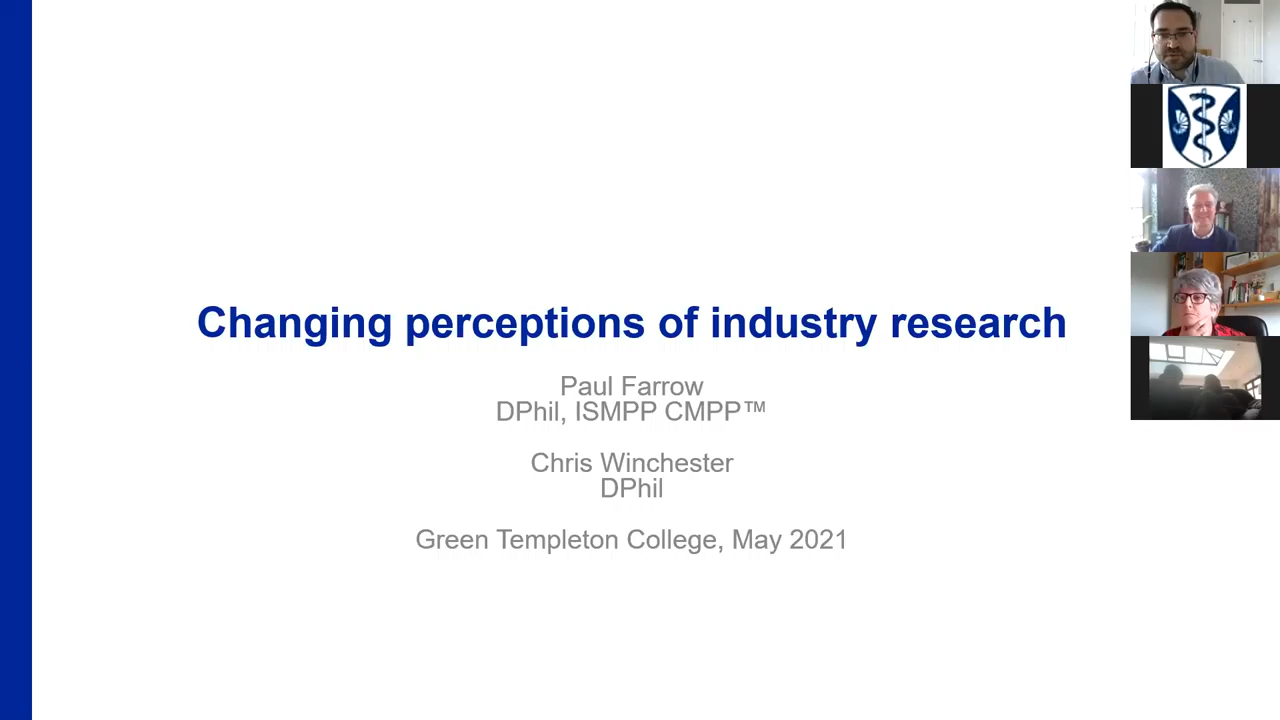 Changing perceptions of industry research
Paul Farrow
DPhil, ISMPP CMPP™
Chris Winchester
DPhil
Green Templeton College, May 2021